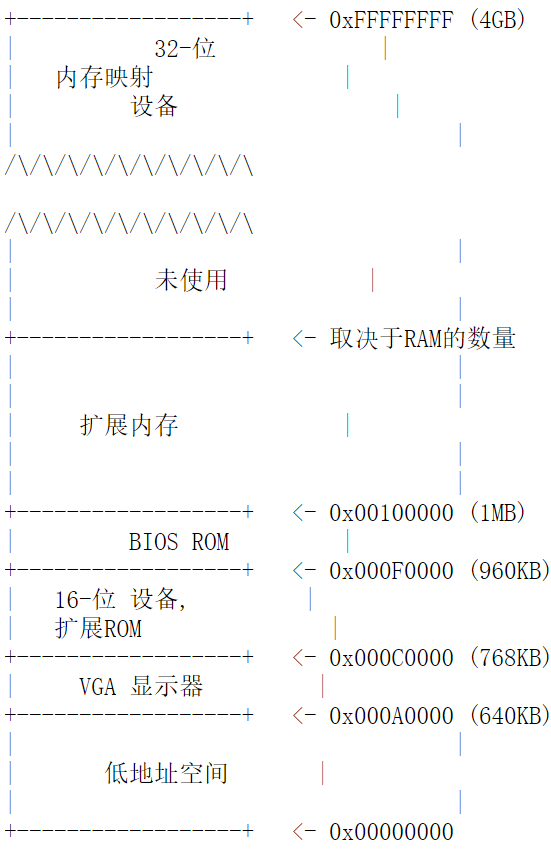 +------------------+ <- 0xFFFFFFFF (4GB)
| 32-位 |
| 内存映射 |
| 设备 |
| |
/\/\/\/\/\/\/\/\/\/\
/\/\/\/\/\/\/\/\/\/\
| |
| 未使用 |
| |
+------------------+ <- 取决于RAM的数量
| |
| |
| 扩展内存 |
| |
| |
+------------------+ <- 0x00100000 (1MB)
| BIOS ROM |
+------------------+ <- 0x000F0000 (960KB)
| 16-位 设备, |
| 扩展ROM |
+------------------+ <- 0x000C0000 (768KB)
| VGA 显示器 |
+------------------+ <- 0x000A0000 (640KB)
| |
| 低地址空间 |
| |
+------------------+ <- 0x00000000